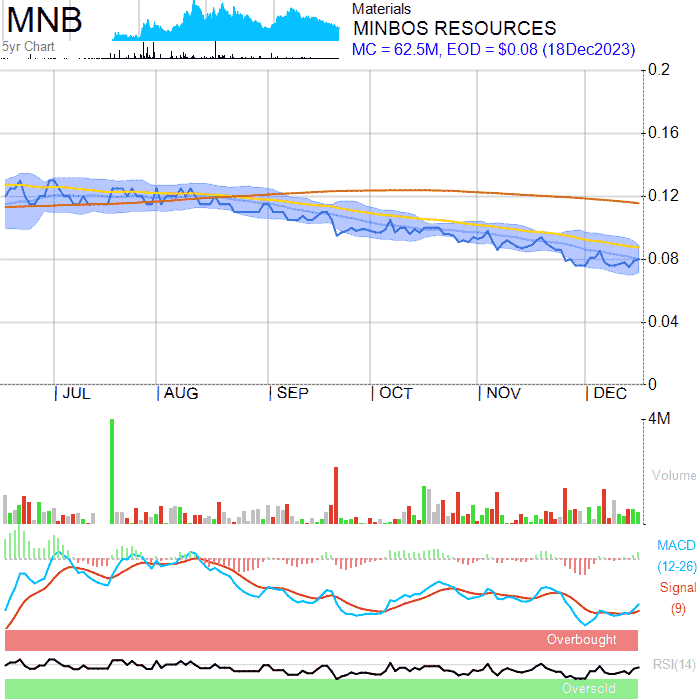 MNB
5yr Chart
Materials
MINBOS RESOURCES
MC = 62.5M, EOD = $0.08 (18Dec2023)
0.2
0.16
0.12
0.08
0.04
0
JUL AUG SEP OCT NOV DEC
4M
Volume
MACD
(12-26)
Signal
(9)
Overbought
RSI(14)
Oversold